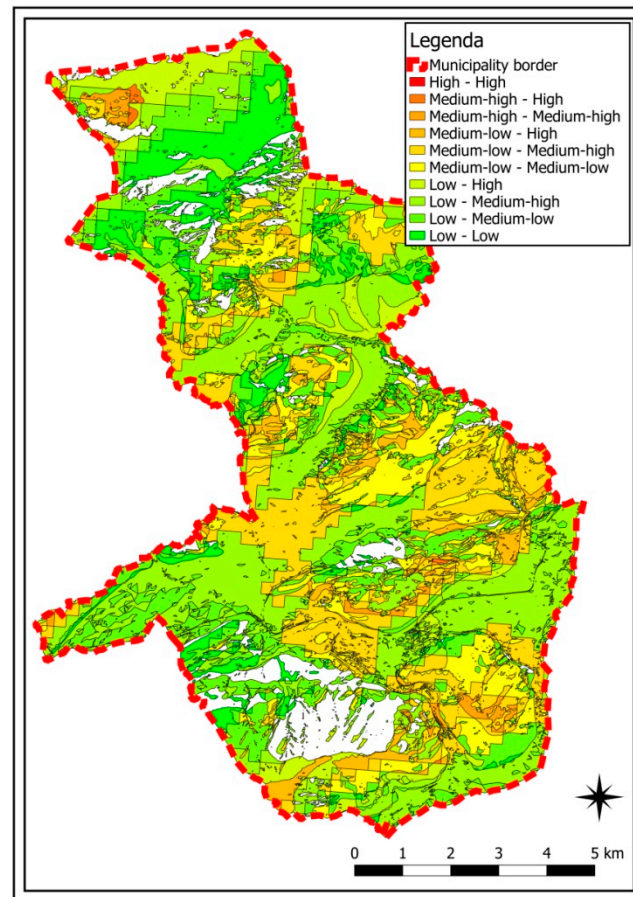 Legenda
Municipality border
High - High
Medium-high - High
Medium-high - Medium-high
Medium-low - High
Medium-low - Medium-high
Medium-low - Medium-low
Low - High
Low - Medium-high
Low - Medium-low
Low - Low
0 1 2 3 4 5 km